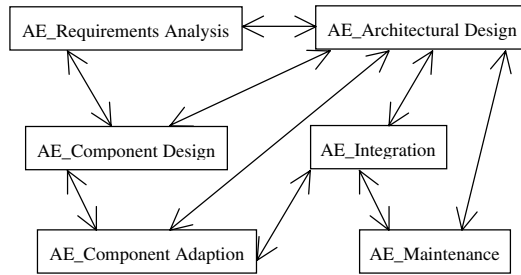 AE_Requirements Analysis
AE_Architectural Design
AE_Component Design
AE_Integration
AE_Component Adaption
AE_Maintenance